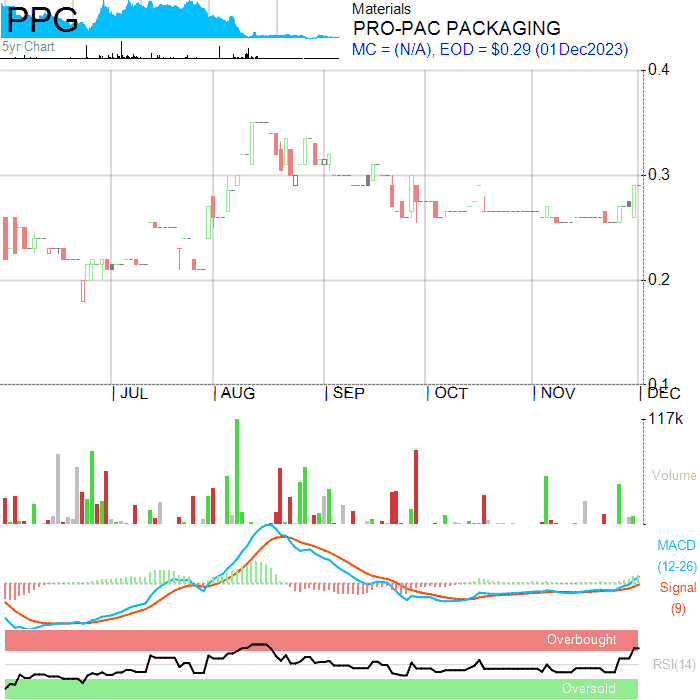 PPG
5yr Chart
Materials
PRO-PAC PACKAGING
MC = (N/A), EOD = $0.29 (01Dec2023)
0.4
0.3
0.2
0.1
JUL AUG SEP OCT NOV DEC
117k
Volume
MACD
(12-26)
Signal
(9)
Overbought
RSI(14)
Oversold